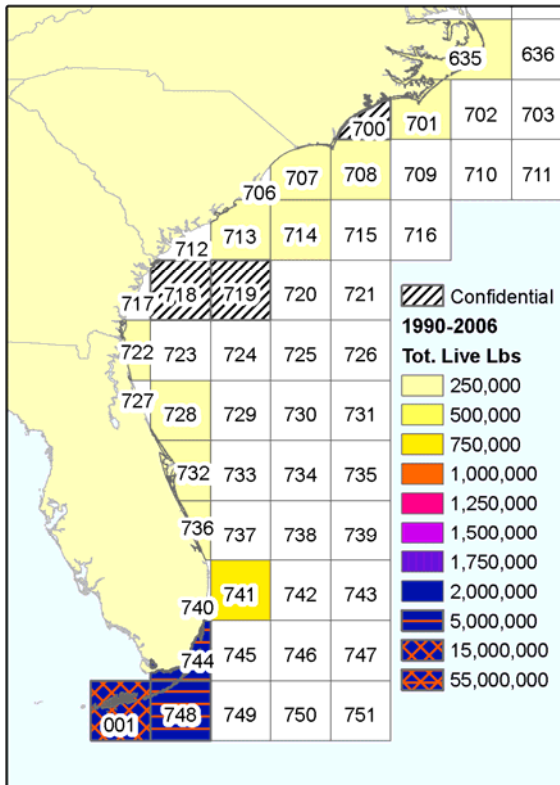 635 636
700 701 702 703
706 707 708 709 710 711
712 713 714 715 716
717 718 719 720 721
722 723 724 725 726
727 728 729 730 731
732 733 734 735
736 737 738 739
740 741 742 743
744 745 746 747
001 748 749 750 751
Confidential
1990-2006
Tot. Live Lbs
250,000
500,000
750,000
1,000,000
1,250,000
1,500,000
1,750,000
2,000,000
5,000,000
15,000,000
55,000,000